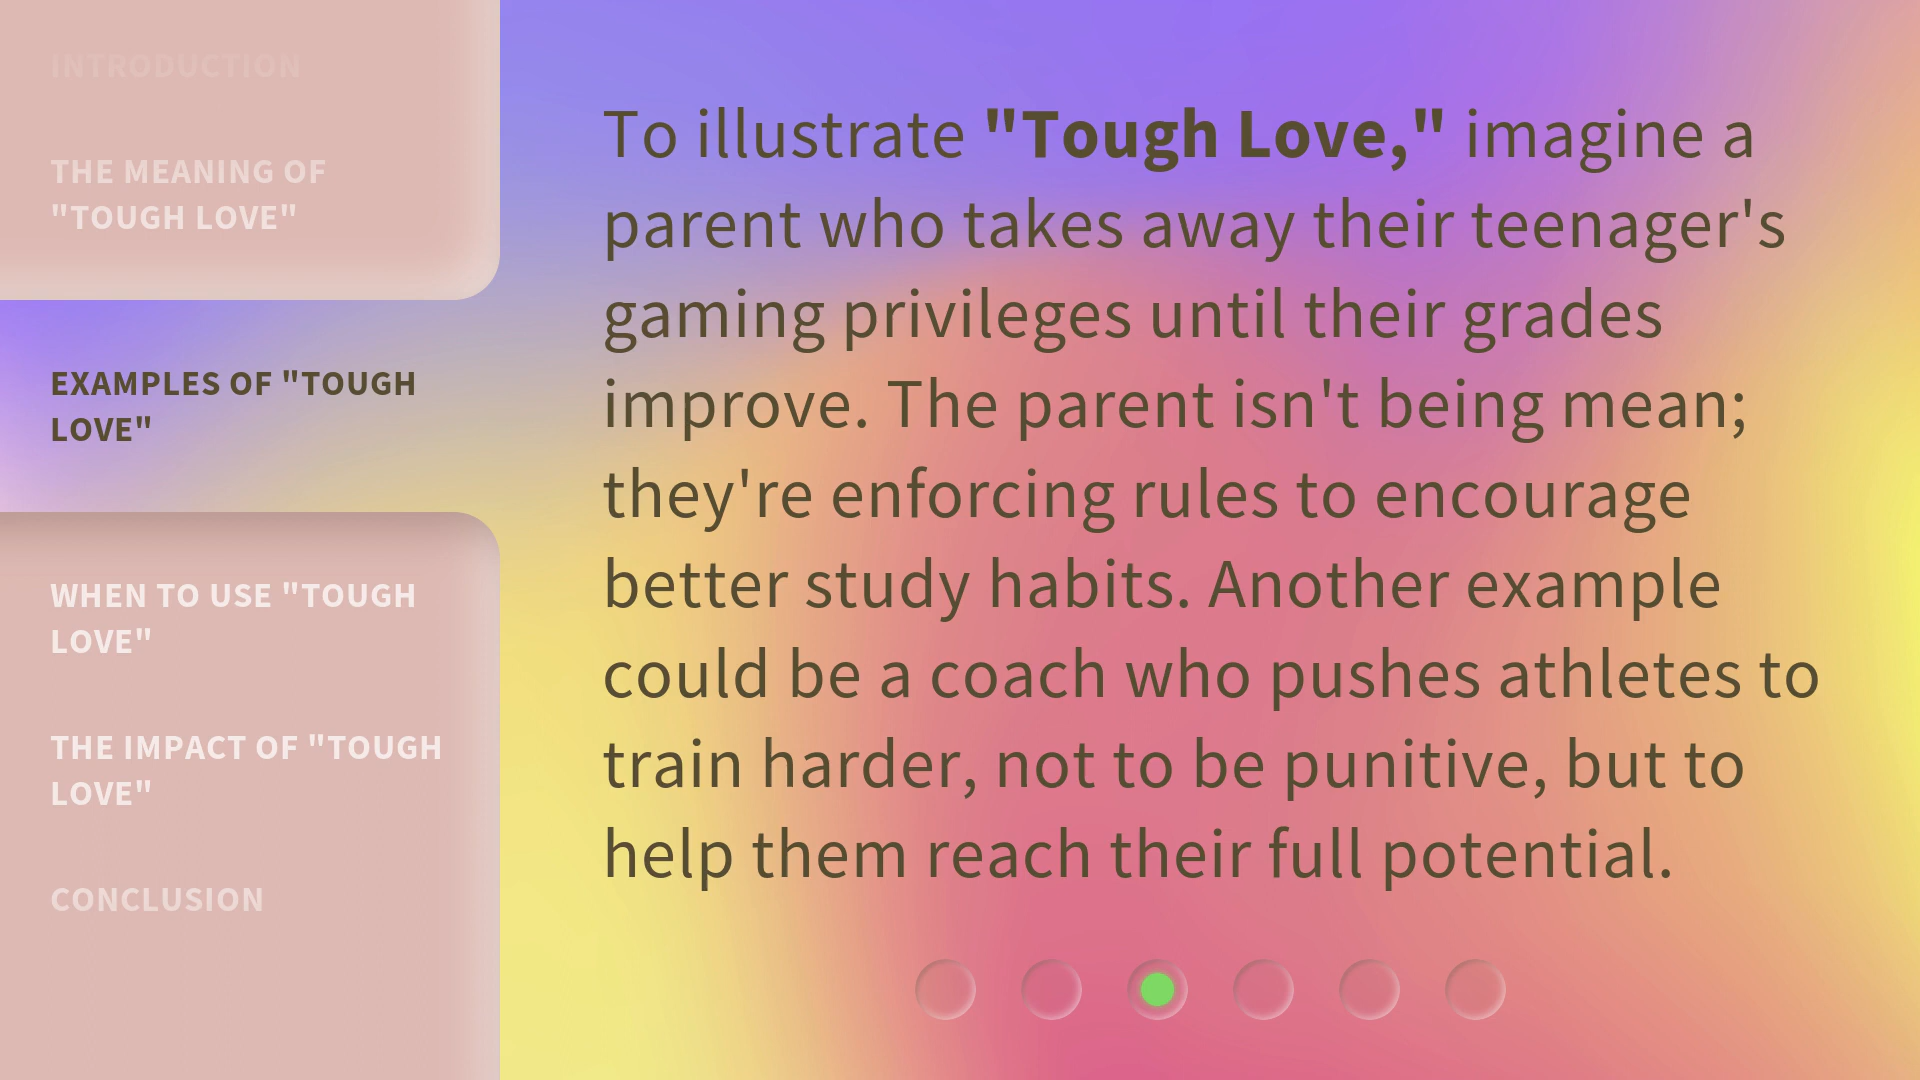 INTRODUCTION
THE MEANING OF
"TOUGH LOVE"
EXAMPLES OF "TOUGH
LOVE"
WHEN TO USE "TOUGH
LOVE"
THE IMPACT OF "TOUGH
LOVE"
CONCLUSION
To illustrate "Tough Love," imagine a
parent who takes away their teenager's
gaming privileges until their grades
improve. The parent isn't being mean;
they're enforcing rules to encourage
better study habits. Another example
could be a coach who pushes athletes to
train harder, not to be punitive, but to
help them reach their full potential.